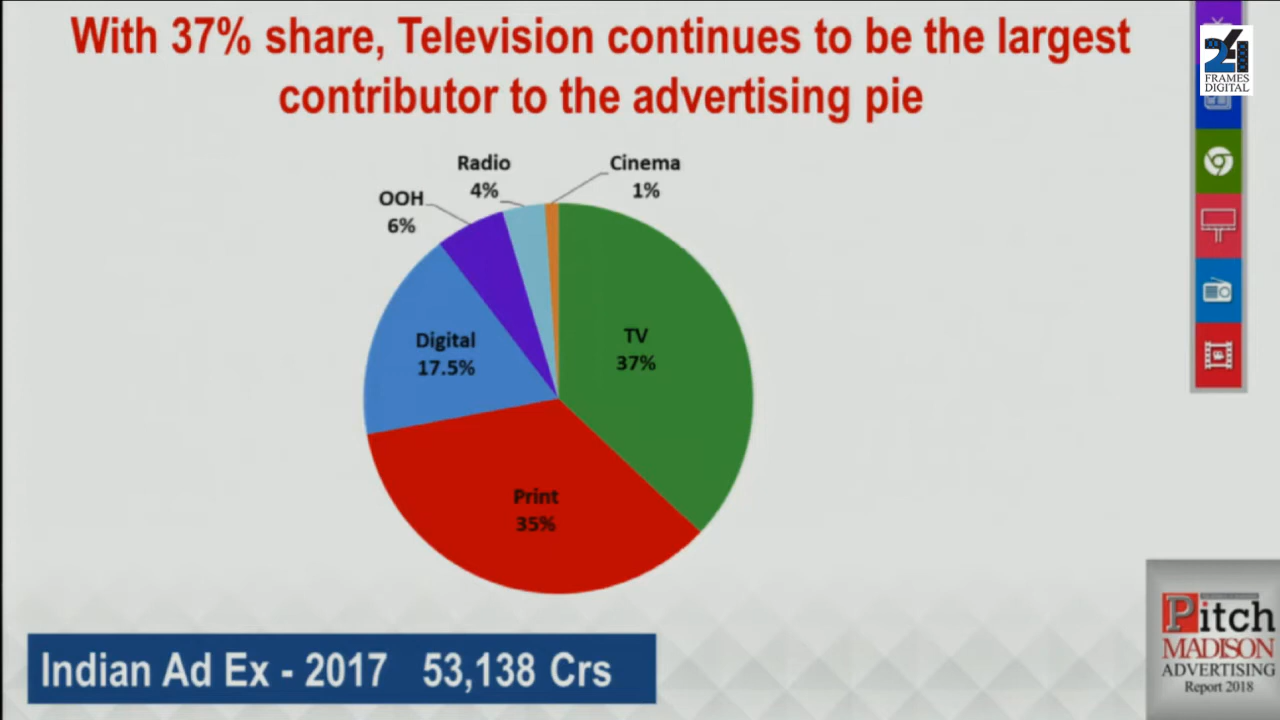 With 37% share, Television continues to be the largest
contributor to the advertising pie
24
FRAMES
DIGITAL
Radio
4%
Cinema
1%
OOH
6%
Digital
17.5%
TV
37%
Print
35%
Indian Ad Ex - 2017 53,138 Crs
Pitch
MADISON
ADVERTISING
Report 2018